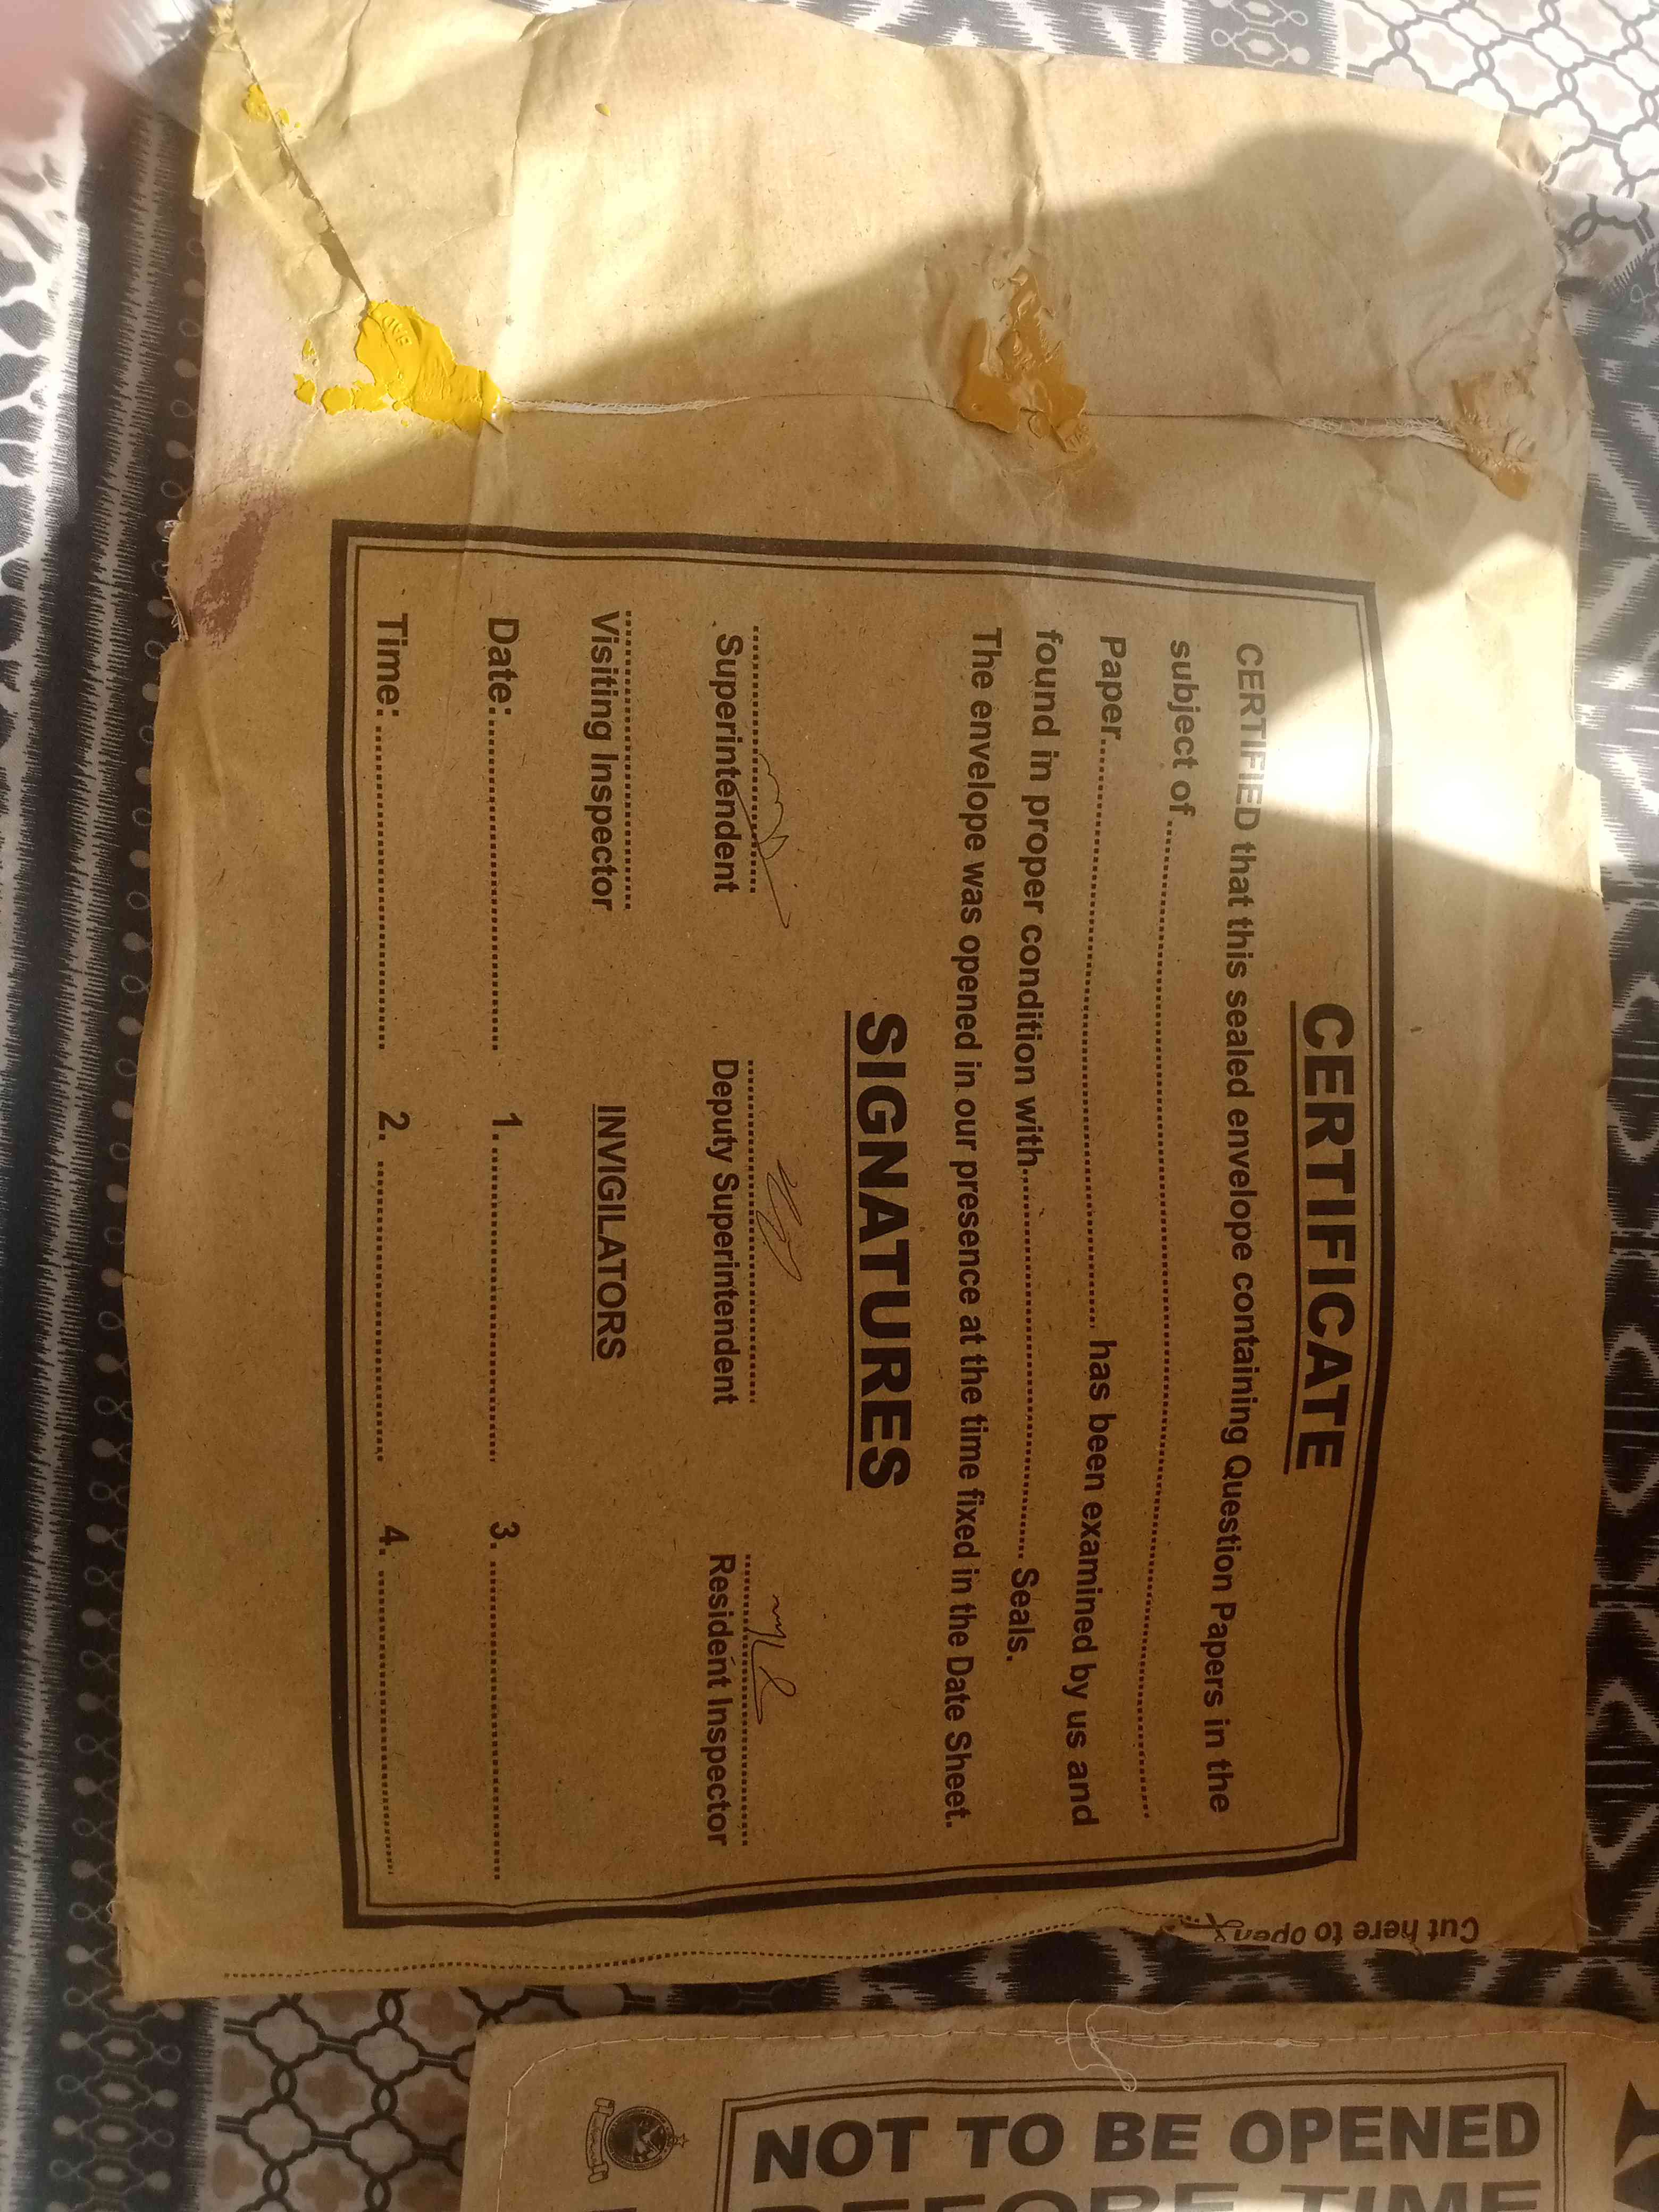 CERTIFICATE
CERTIFIED that this sealed envelope containing Question Papers in the
subject of ................................................
Paper................................ has been examined by us and
found in proper condition with................................ Seals.
The envelope was opened in our presence at the time fixed in the Date Sheet.
SIGNATURES
Superintendent Deputy Superintendent Resident Inspector
Visiting Inspector INVIGILATORS
Date:................ 1. ................ 3. ................
Time: ................ 2. ................ 4. ................
Cut here to open
NOT TO BE OPENED
BEFORE TIME